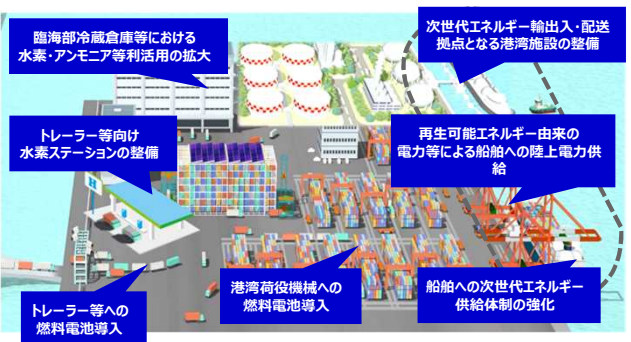 臨海部冷蔵倉庫等における
水素・アンモニア等利活用の拡大
次世代エネルギー輸出入・配送
拠点となる港湾施設の整備
トレーラー等向け
水素ステーションの整備
再生可能エネルギー由来の
電力等による船舶への陸上電力供
給
H
トレーラー等への
燃料電池導入
港湾荷役機械への
燃料電池導入
船舶への次世代エネルギー
供給体制の強化